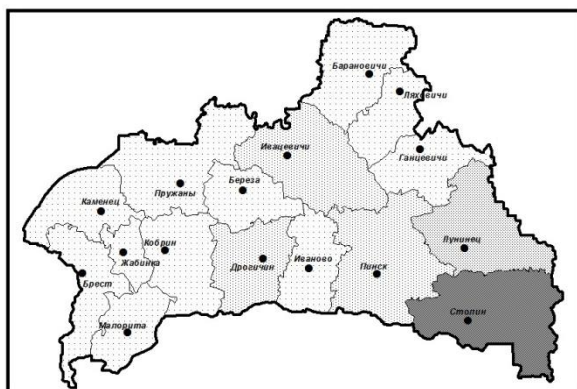 Барановичи
Ляховичи
Ивацевичи
Ганцевичи
Береза
Пружаны
Каменец
Кобрин
Жабинка
Дрогичин
Иваново
Пинск
Лунинец
Брест
Малорита
Столин